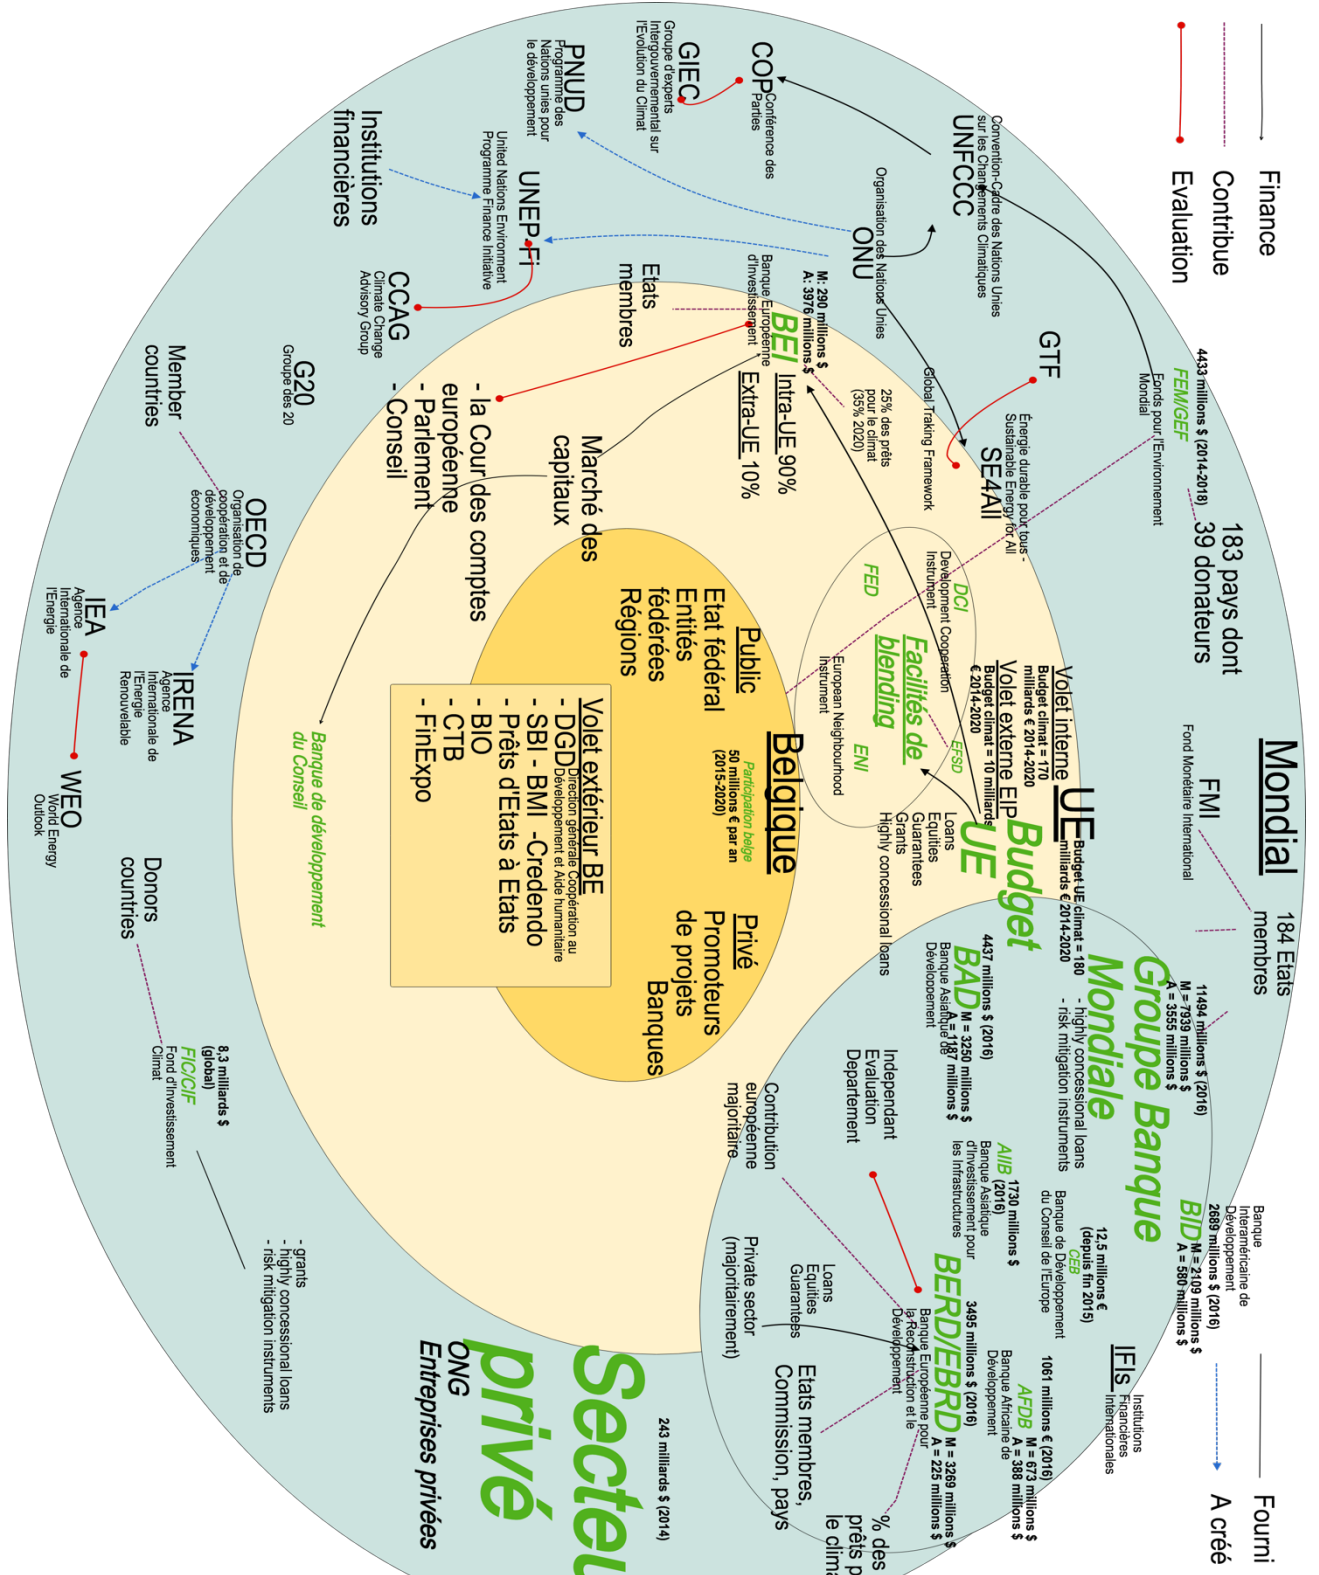 Finance
Contribue
Evaluation
Fourni
A créé
Mondial
184 Etats
membres
FMI
Fond Monétaire International
183 pays dont
39 donateurs
4433 millions $ (2014-2018)
FEM/GEF
Fonds pour l'Environnement
Mondial
Convention-Cadre des Nations Unies
sur les Changements Climatiques
UNFCCC
COP
Conférence des
Parties
GIEC
Groupe d'experts
Intergouvernemental sur
l'Evolution du Climat
PNUD
Programme des
Nations unies pour
le développement
ONU
Organisation des Nations Unies
UNEP-Fi
United Nations Environment
Programme Finance Initiative
Institutions
financières
CCAG
Climate Change
Advisory Group
G20
Groupe des 20
GTF
Global Traking Framework
Énergie durable pour tous -
Sustainable Energy for All
SE4All
Member
countries
OECD
Organisation de
coopération et de
développement
économiques
IEA
Agence
Internationale de
l'Energie
IRENA
Agence
Internationale de
l'Energie
Renouvelable
WEO
World Energy
Outlook
Donors
countries
8,3 milliards $
(global)
FIC/CIF
Fond d'Investissement
Climat
- grants
- highly concessional loans
- risk mitigation instruments
Etats
membres
M: 290 millions $
A: 3976 millions $
BEI
Banque Européenne
d'Investissement
Intra-UE 90%
Extra-UE 10%
25% des prêts
pour le climat
(35% 2020)
- la Cour des comptes
européenne
- Parlement
- Conseil
Marché des
capitaux
Banque de développement
du Conseil
UE
Budget UE climat = 180
milliards € 2014-2020
Volet interne
Budget climat = 170
milliards € 2014-2020
Volet externe EIP
Budget climat = 10 milliards
€ 2014-2020
Budget
UE
Loans
Equities
Guarantees
Grants
Highly concessional loans
DCI
Development Cooperation
Instrument
FED
Facilités de
blending
EFSD
ENI
European Neighbourhood
Instrument
Belgique
Participation belge
50 millions € par an
(2015-2020)
Public
Etat fédéral
Entités
fédérées
Régions
Privé
Promoteurs
de projets
Banques
Volet extérieur BE
- DGD
Direction générale Coopération au
Développement et Aide humanitaire
- SBI - BMI -Credendo
- Prêts d'Etats à Etats
- BIO
- CTB
- FinExpo
11494 millions $ (2016)
M = 7939 millions $
A = 3555 millions $
Groupe Banque
Mondiale
- highly concessional loans
- risk mitigation instruments
4437 millions $ (2016)
BAD
M = 3250 millions $
A = 1187 millions $
Banque Asiatique de
Développement
AIIB
1730 millions $
(2016)
Banque Asiatique
d'Investissement pour
les Infrastructures
Banque
Interaméricaine de
Développement
2689 millions $ (2016)
BID
M = 2109 millions $
A = 580 millions $
12,5 millions €
(depuis fin 2015)
CEB
Banque de Développement
du Conseil de l'Europe
IFIs
Institutions
Financières
Internationales
1061 millions € (2016)
AFDB
M = 673 millions $
A = 388 millions $
Banque Africaine de
Développement
3495 millions $ (2016)
BERD/EBRD
M = 3269 millions $
A = 225 millions $
Banque Européenne pour
la Reconstruction et le
Développement
Independant
Evaluation
Departement
Contribution
européenne
majoritaire
Loans
Equities
Guarantees
Private sector
(majoritairement)
Etats membres,
Commission, pays
% des
prêts p
le clima
243 milliards $ (2014)
Secteu
privé
ONG
Entreprises privées